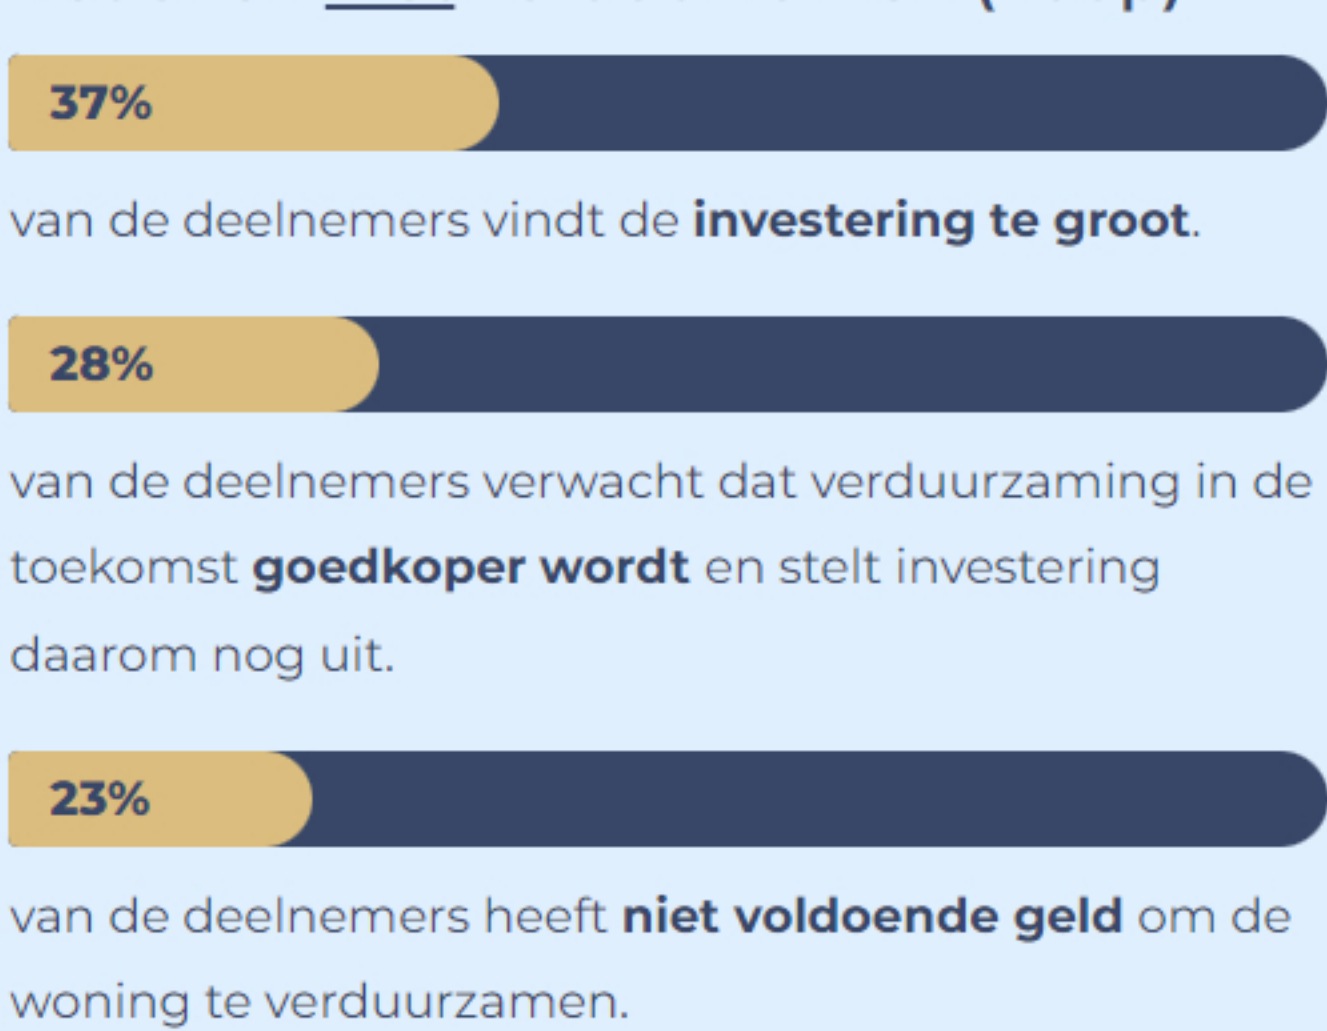 37%
van de deelnemers vindt de investering te groot.
28%
van de deelnemers verwacht dat verduurzaming in de
toekomst goedkoper wordt en stelt investering
daarom nog uit.
23%
van de deelnemers heeft niet voldoende geld om de
woning te verduurzamen.